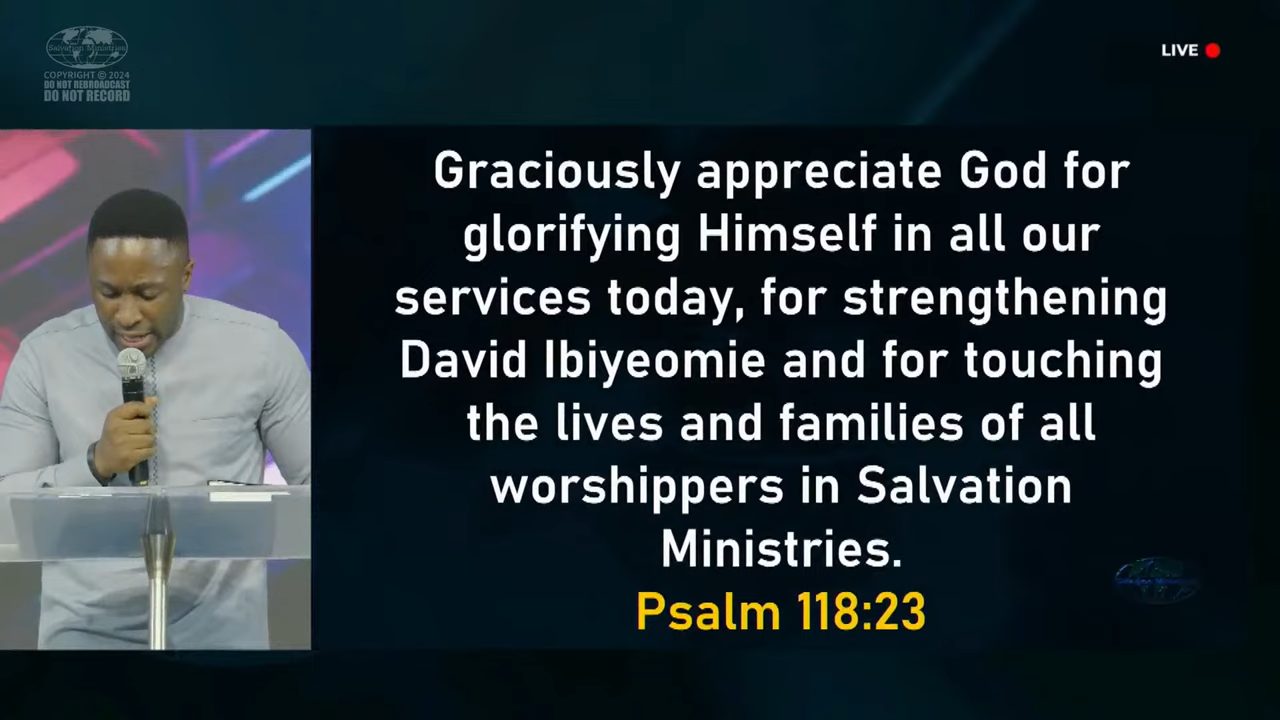 Salvation Ministries
COPYRIGHT © 2024
DO NOT REBROADCAST
DO NOT RECORD
LIVE
Graciously appreciate God for
glorifying Himself in all our
services today, for strengthening
David Ibiyeomie and for touching
the lives and families of all
worshippers in Salvation
Ministries.
Psalm 118:23